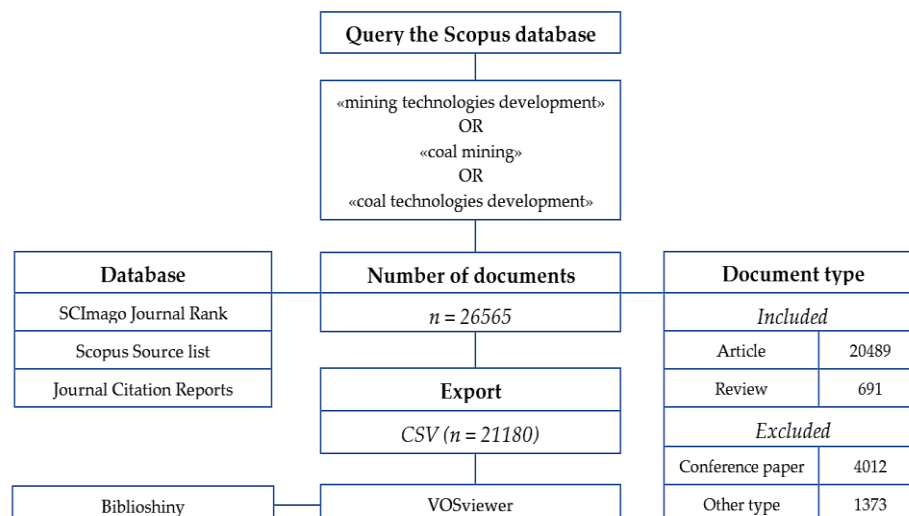 Query the Scopus database
«mining technologies development»
OR
«coal mining»
OR
«coal technologies development»
Database
SCImago Journal Rank
Scopus Source list
Journal Citation Reports
Number of documents
n = 26565
Export
CSV (n = 21180)
Document type
Included
Article 20489
Review 691
Excluded
Conference paper 4012
Other type 1373
Biblioshiny
VOSviewer